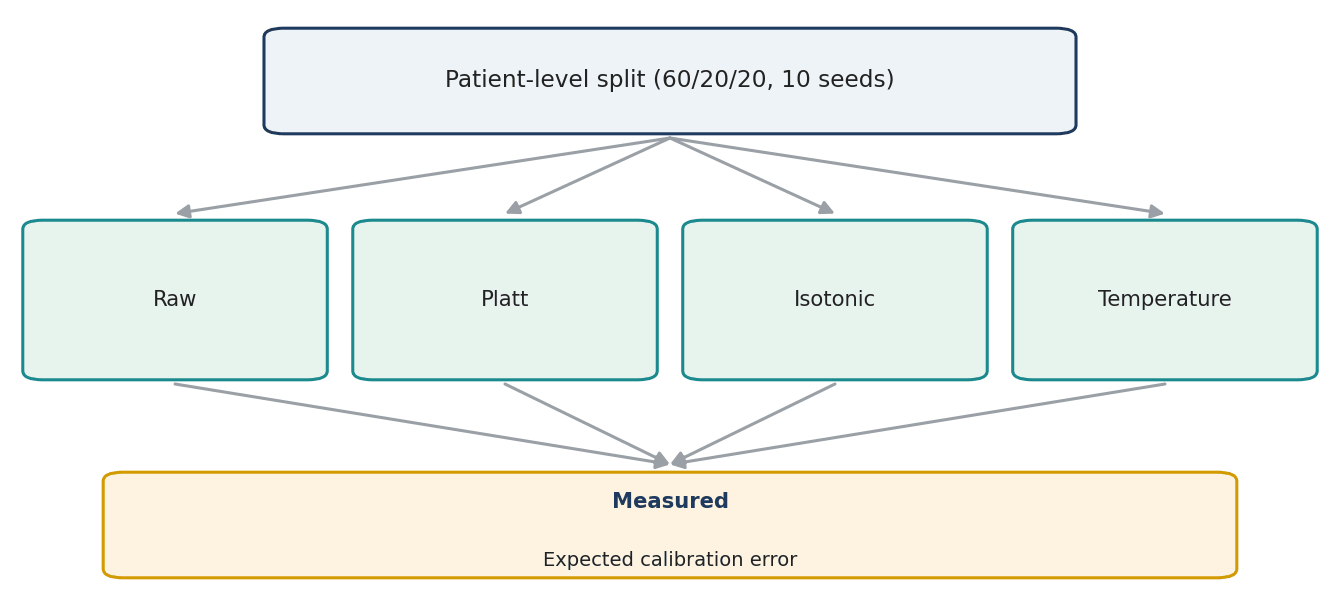 Patient-level split (60/20/20, 10 seeds)
Raw
Platt
Isotonic
Temperature
Measured
Expected calibration error